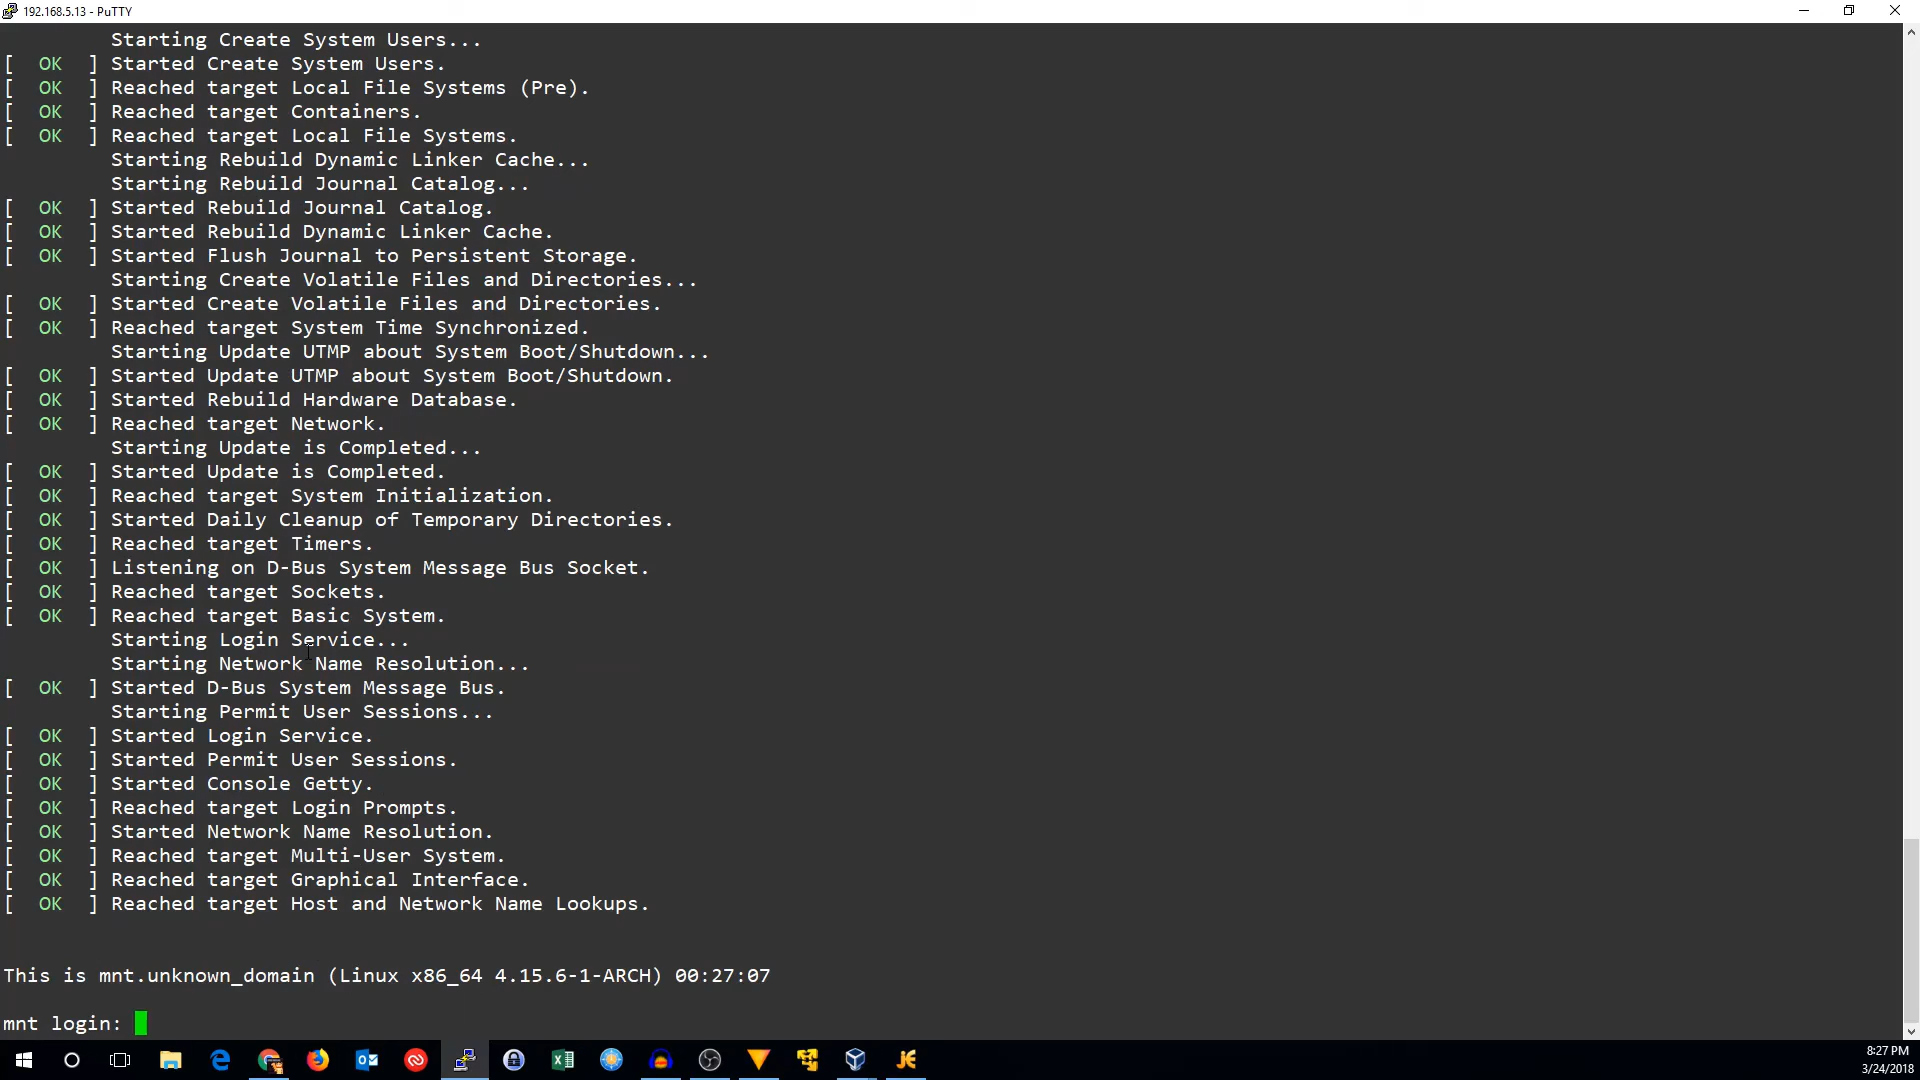 192.168.5.13 - PuTTY
Starting Create System Users...
[ OK ] Started Create System Users.
[ OK ] Reached target Local File Systems (Pre).
[ OK ] Reached target Containers.
[ OK ] Reached target Local File Systems.
Starting Rebuild Dynamic Linker Cache...
Starting Rebuild Journal Catalog...
[ OK ] Started Rebuild Journal Catalog.
[ OK ] Started Rebuild Dynamic Linker Cache.
[ OK ] Started Flush Journal to Persistent Storage.
Starting Create Volatile Files and Directories...
[ OK ] Started Create Volatile Files and Directories.
[ OK ] Reached target System Time Synchronized.
Starting Update UTMP about System Boot/Shutdown...
[ OK ] Started Update UTMP about System Boot/Shutdown.
[ OK ] Started Rebuild Hardware Database.
[ OK ] Reached target Network.
Starting Update is Completed...
[ OK ] Started Update is Completed.
[ OK ] Reached target System Initialization.
[ OK ] Started Daily Cleanup of Temporary Directories.
[ OK ] Reached target Timers.
[ OK ] Listening on D-Bus System Message Bus Socket.
[ OK ] Reached target Sockets.
[ OK ] Reached target Basic System.
Starting Login Service...
Starting Network Name Resolution...
[ OK ] Started D-Bus System Message Bus.
Starting Permit User Sessions...
[ OK ] Started Login Service.
[ OK ] Started Permit User Sessions.
[ OK ] Started Console Getty.
[ OK ] Reached target Login Prompts.
[ OK ] Started Network Name Resolution.
[ OK ] Reached target Multi-User System.
[ OK ] Reached target Graphical Interface.
[ OK ] Reached target Host and Network Name Lookups.
This is mnt.unknown_domain (Linux x86_64 4.15.6-1-ARCH) 00:27:07
mnt login:
8:27 PM
3/24/2018